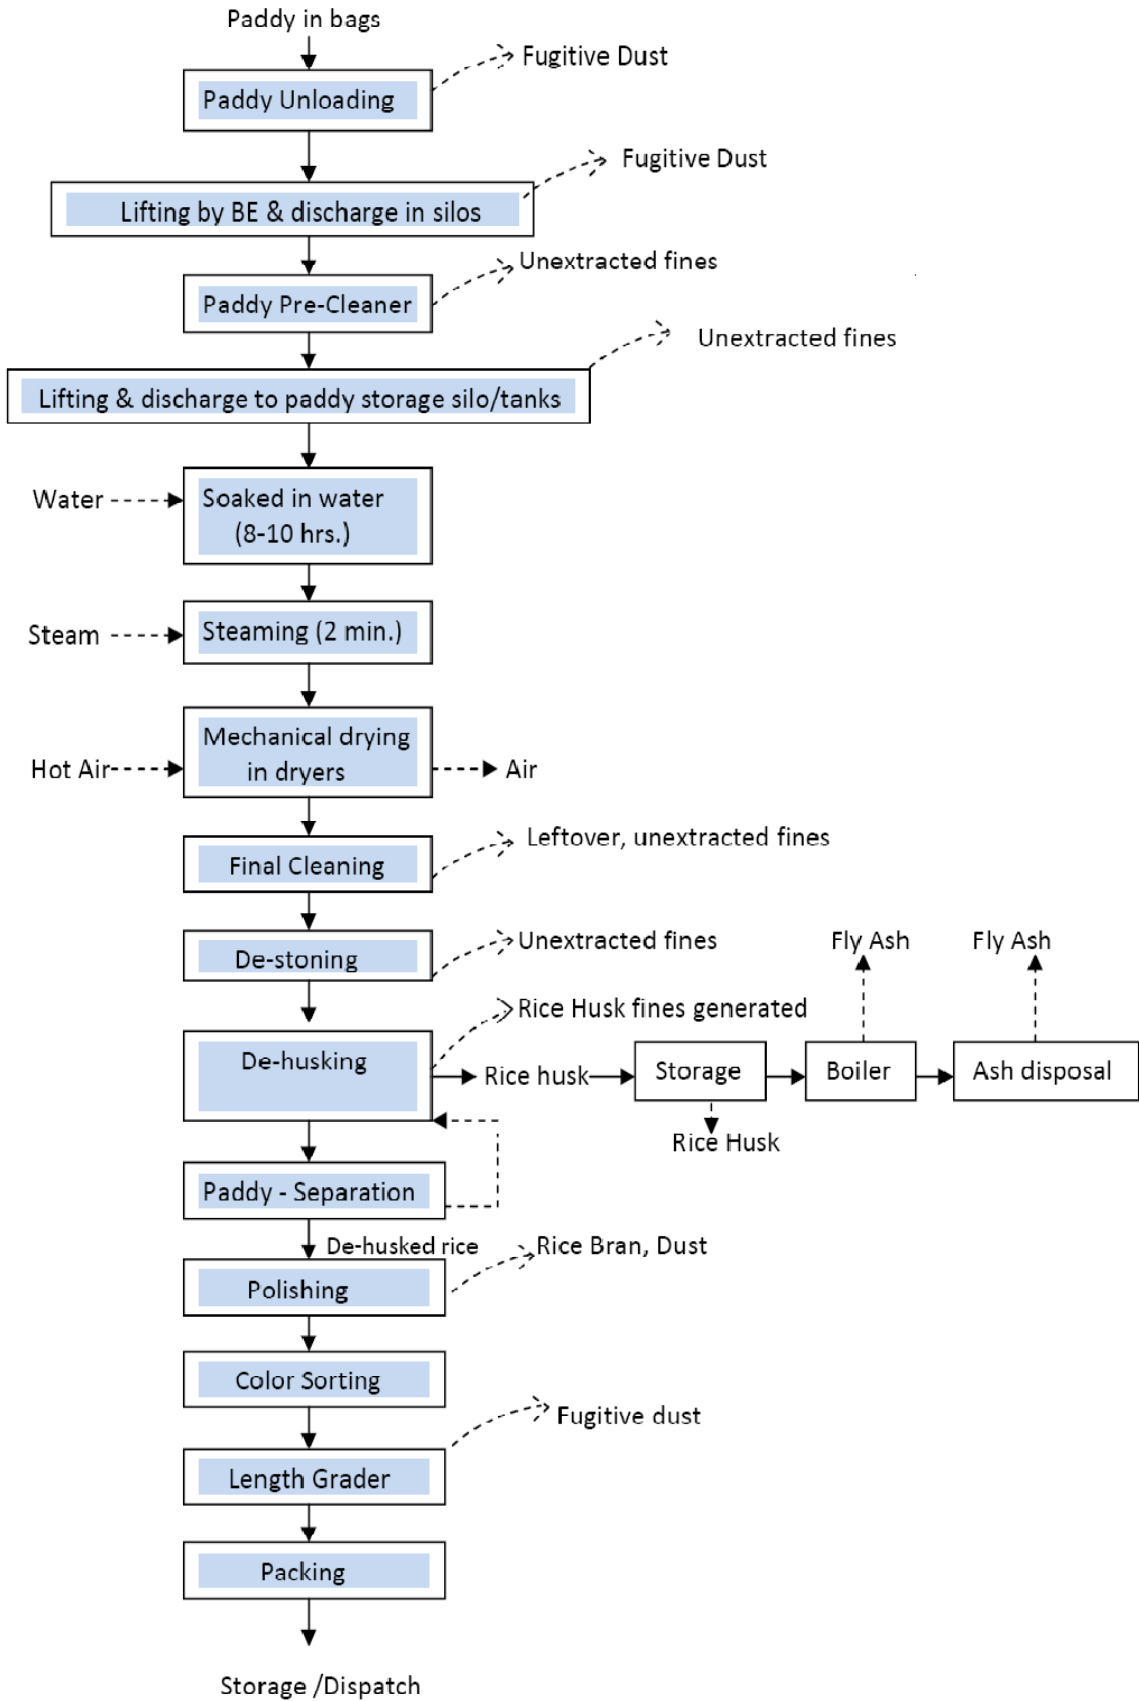 Paddy in bags
Fugitive Dust
Paddy Unloading
Fugitive Dust
Lifting by BE & discharge in silos
Unextracted fines
Paddy Pre-Cleaner
Unextracted fines
Lifting & discharge to paddy storage silo/tanks
Water
Soaked in water
(8-10 hrs.)
Steam
Steaming (2 min.)
Mechanical drying
in dryers
Hot Air
Air
Leftover, unextracted fines
Final Cleaning
Unextracted fines
De-stoning
Fly Ash
Fly Ash
Rice Husk fines generated
De-husking
Rice husk
Storage
Boiler
Ash disposal
Rice Husk
Paddy - Separation
De-husked rice
Rice Bran, Dust
Polishing
Color Sorting
Fugitive dust
Length Grader
Packing
Storage /Dispatch